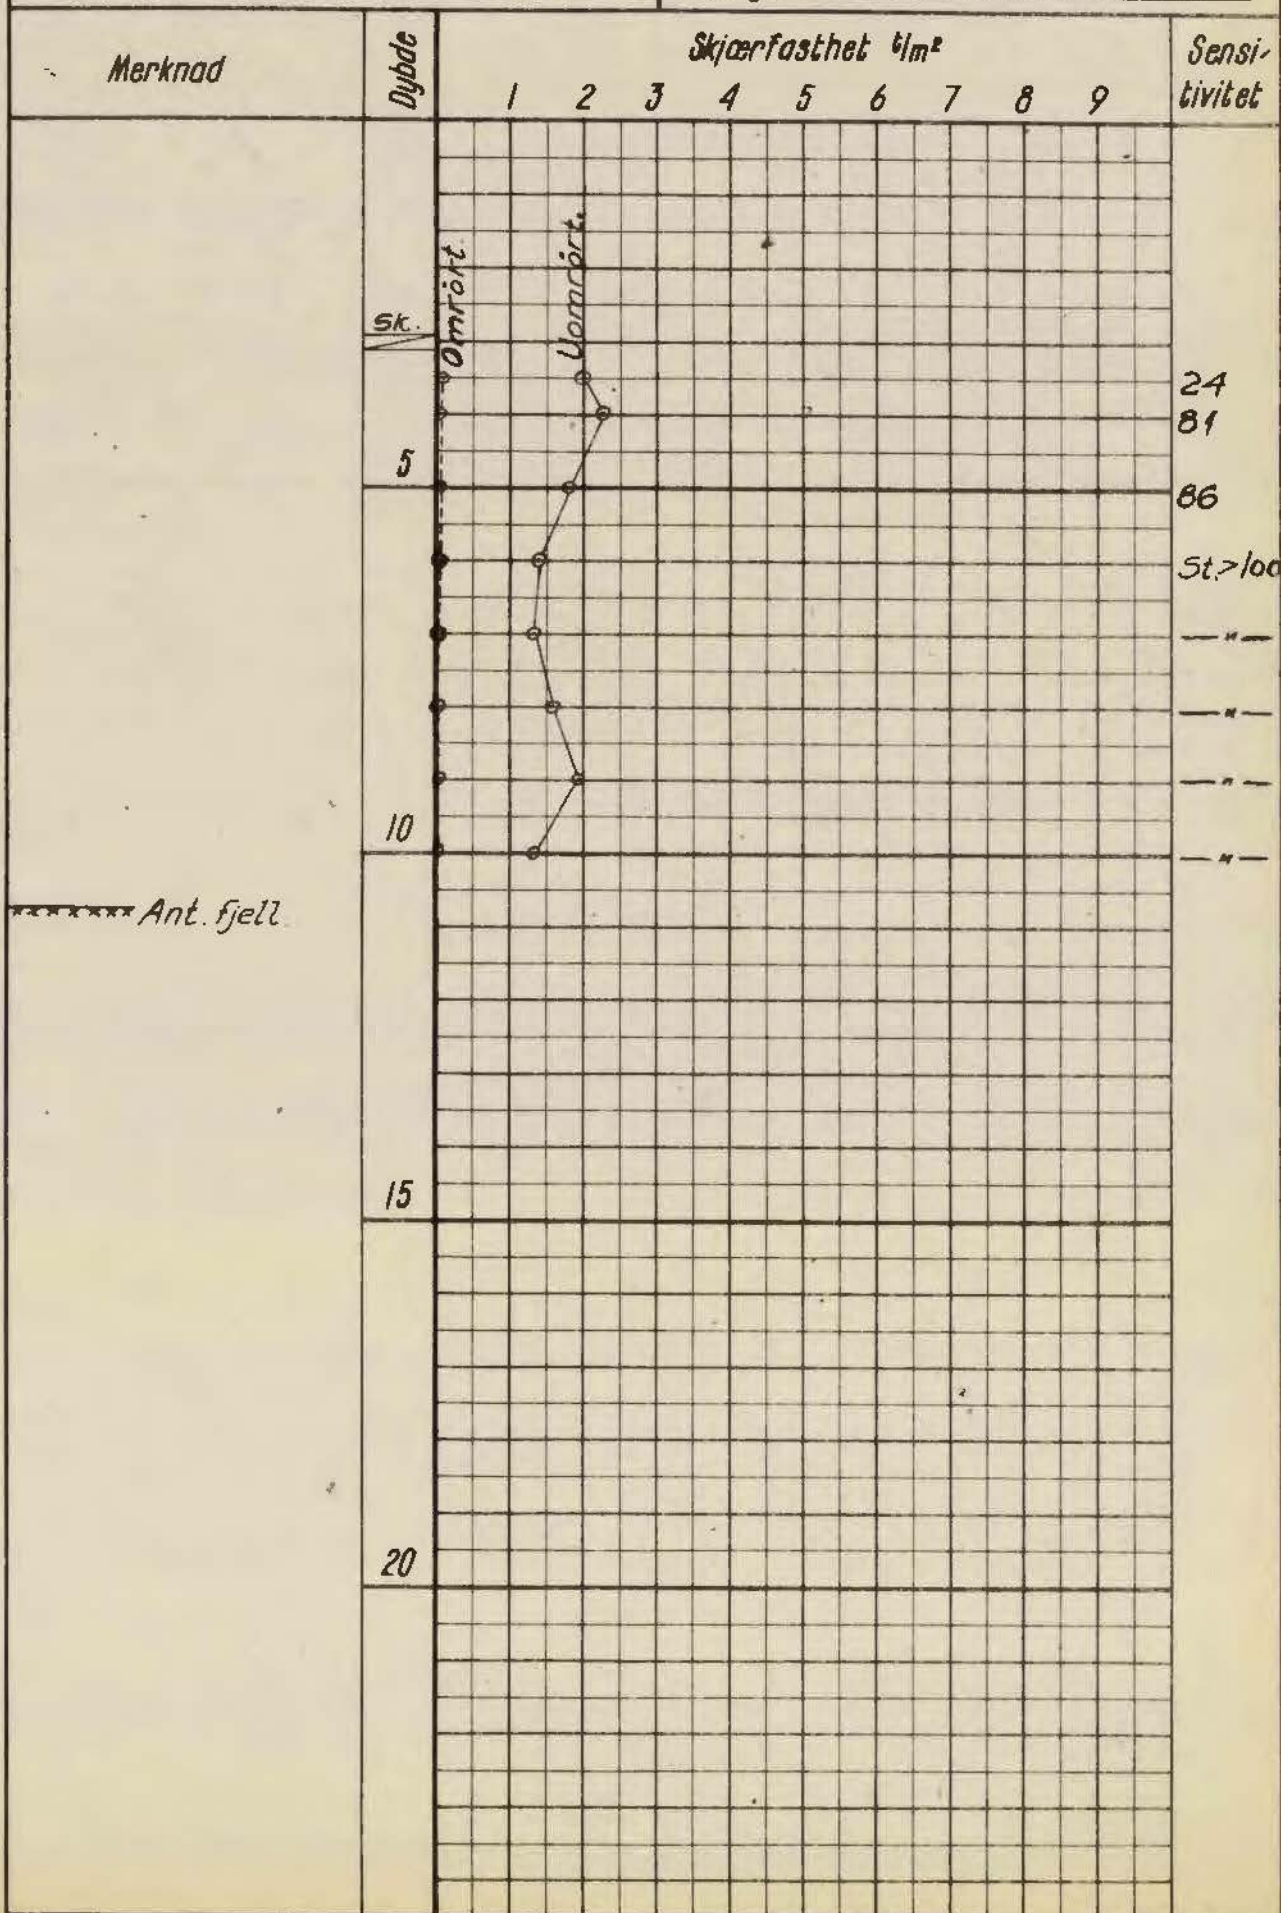 Merknad
Dybde
Skjærfasthet t/m²
Sensi-
tivitet
1 2 3 4 5 6 7 8 9
Omrört
Uomrört.
sk.
24
81
5
86
St.>100
—"—
—"—
—"—
10
—"—
Ant. fjell
15
20